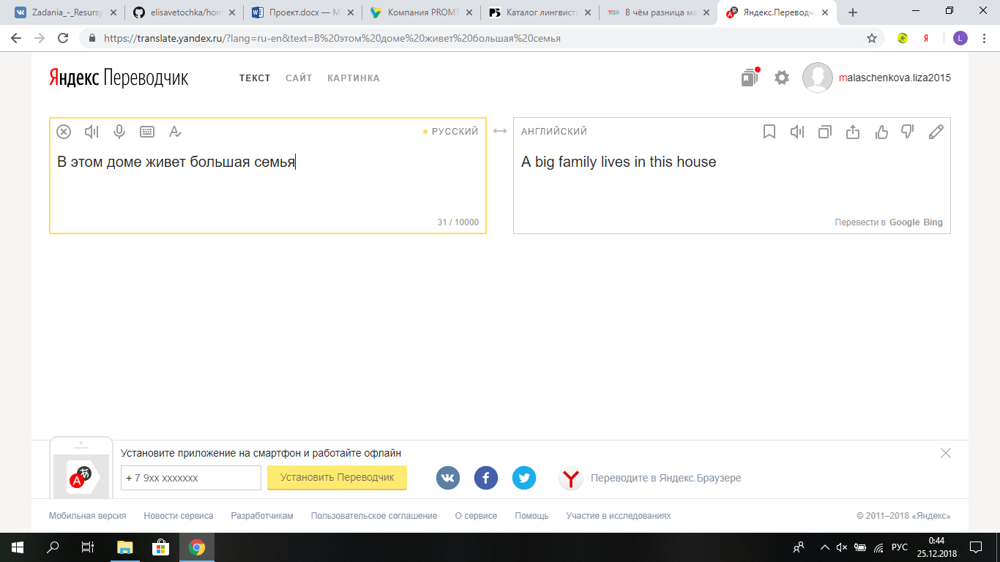 Zadania_-_Resursy
elisavetochka/hom
Проект.docx — M
Компания PROMT
Каталог лингвисти
В чём разница ма
Яндекс.Переводч
https://translate.yandex.ru/?lang=ru-en&text=В%20этом%20доме%20живет%20большая%20семья
Яндекс Переводчик
ТЕКСТ САЙТ КАРТИНКА
malaschenkova.liza2015
РУССКИЙ
АНГЛИЙСКИЙ
В этом доме живет большая семья
A big family lives in this house
31 / 10000
Перевести в Google Bing
Установите приложение на смартфон и работайте офлайн
+ 7 9xx xxxxxxx
Установить Переводчик
Переводите в Яндекс.Браузере
Мобильная версия Новости сервиса Разработчикам Пользовательское соглашение О сервисе Помощь Участие в исследованиях © 2011–2018 «Яндекс»
РУС
0:44
25.12.2018